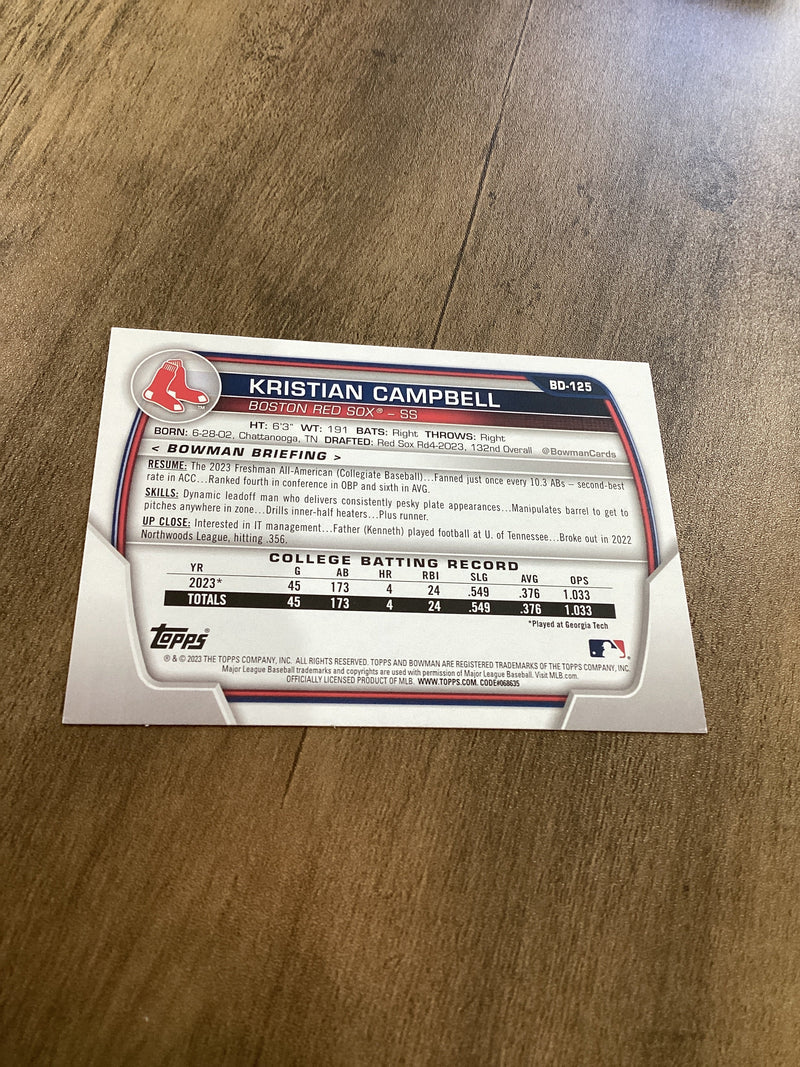 KRISTIAN CAMPBELL
BD-125
BOSTON RED SOX® – SS
HT: 6'3" WT: 191 BATS: Right THROWS: Right
BORN: 6-28-02, Chattanooga, TN DRAFTED: Red Sox Rd4-2023, 132nd Overall @BowmanCards
< BOWMAN BRIEFING >
RESUME: The 2023 Freshman All-American (Collegiate Baseball)...Fanned just once every 10.3 ABs – second-best
rate in ACC...Ranked fourth in conference in OBP and sixth in AVG.
SKILLS: Dynamic leadoff man who delivers consistently pesky plate appearances...Manipulates barrel to get to
pitches anywhere in zone...Drills inner-half heaters...Plus runner.
UP CLOSE: Interested in IT management...Father (Kenneth) played football at U. of Tennessee...Broke out in 2022
Northwoods League, hitting .356.
COLLEGE BATTING RECORD
YR G AB HR RBI SLG AVG OPS
2023* 45 173 4 24 .549 .376 1.033
TOTALS 45 173 4 24 .549 .376 1.033
*Played at Georgia Tech
Topps®
® & © 2023 THE TOPPS COMPANY, INC. ALL RIGHTS RESERVED. TOPPS AND BOWMAN ARE REGISTERED TRADEMARKS OF THE TOPPS COMPANY, INC.
Major League Baseball trademarks and copyrights are used with permission of Major League Baseball. Visit MLB.com.
OFFICIALLY LICENSED PRODUCT OF MLB. WWW.TOPPS.COM. CODE#068635